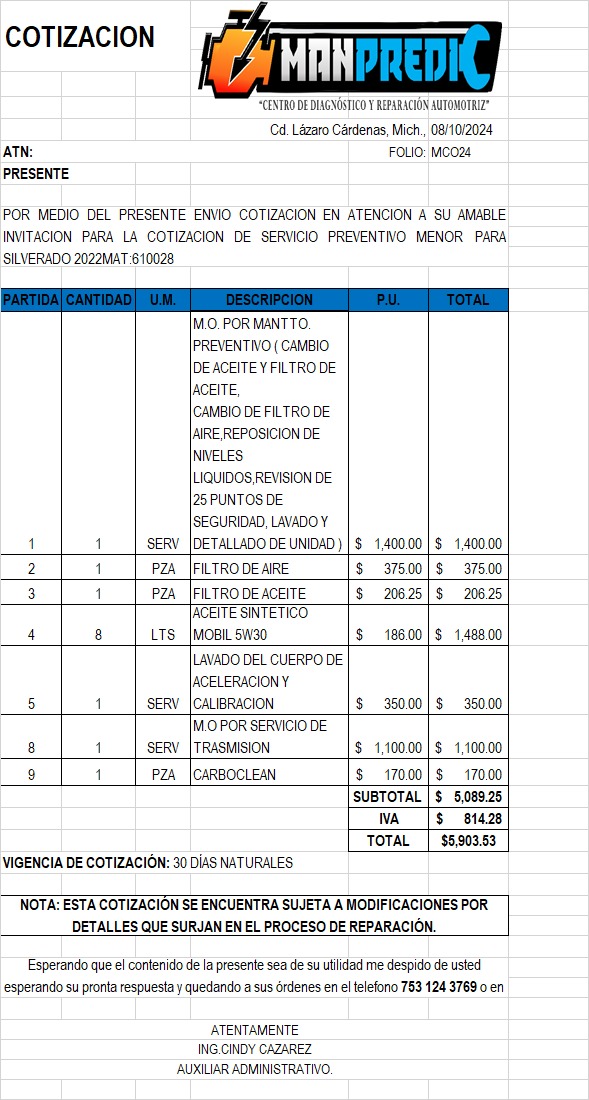 COTIZACION
MANPREDIC
"CENTRO DE DIAGNÓSTICO Y REPARACIÓN AUTOMOTRIZ"
Cd. Lázaro Cárdenas, Mich., 08/10/2024
ATN: FOLIO: MCO24
PRESENTE
POR MEDIO DEL PRESENTE ENVIO COTIZACION EN ATENCION A SU AMABLE
INVITACION PARA LA COTIZACION DE SERVICIO PREVENTIVO MENOR PARA
SILVERADO 2022MAT:610028
PARTIDA CANTIDAD U.M. DESCRIPCION P.U. TOTAL
M.O. POR MANTTO.
PREVENTIVO ( CAMBIO
DE ACEITE Y FILTRO DE
ACEITE,
CAMBIO DE FILTRO DE
AIRE,REPOSICION DE
NIVELES
LIQUIDOS,REVISION DE
25 PUNTOS DE
SEGURIDAD, LAVADO Y
1 1 SERV DETALLADO DE UNIDAD ) $ 1,400.00 $ 1,400.00
2 1 PZA FILTRO DE AIRE $ 375.00 $ 375.00
3 1 PZA FILTRO DE ACEITE $ 206.25 $ 206.25
ACEITE SINTETICO
4 8 LTS MOBIL 5W30 $ 186.00 $ 1,488.00
LAVADO DEL CUERPO DE
ACELERACION Y
5 1 SERV CALIBRACION $ 350.00 $ 350.00
M.O POR SERVICIO DE
8 1 SERV TRASMISION $ 1,100.00 $ 1,100.00
9 1 PZA CARBOCLEAN $ 170.00 $ 170.00
SUBTOTAL $ 5,089.25
IVA $ 814.28
TOTAL $5,903.53
VIGENCIA DE COTIZACIÓN: 30 DÍAS NATURALES
NOTA: ESTA COTIZACIÓN SE ENCUENTRA SUJETA A MODIFICACIONES POR
DETALLES QUE SURJAN EN EL PROCESO DE REPARACIÓN.
Esperando que el contenido de la presente sea de su utilidad me despido de usted
esperando su pronta respuesta y quedando a sus órdenes en el telefono 753 124 3769 o en
ATENTAMENTE
ING.CINDY CAZAREZ
AUXILIAR ADMINISTRATIVO.